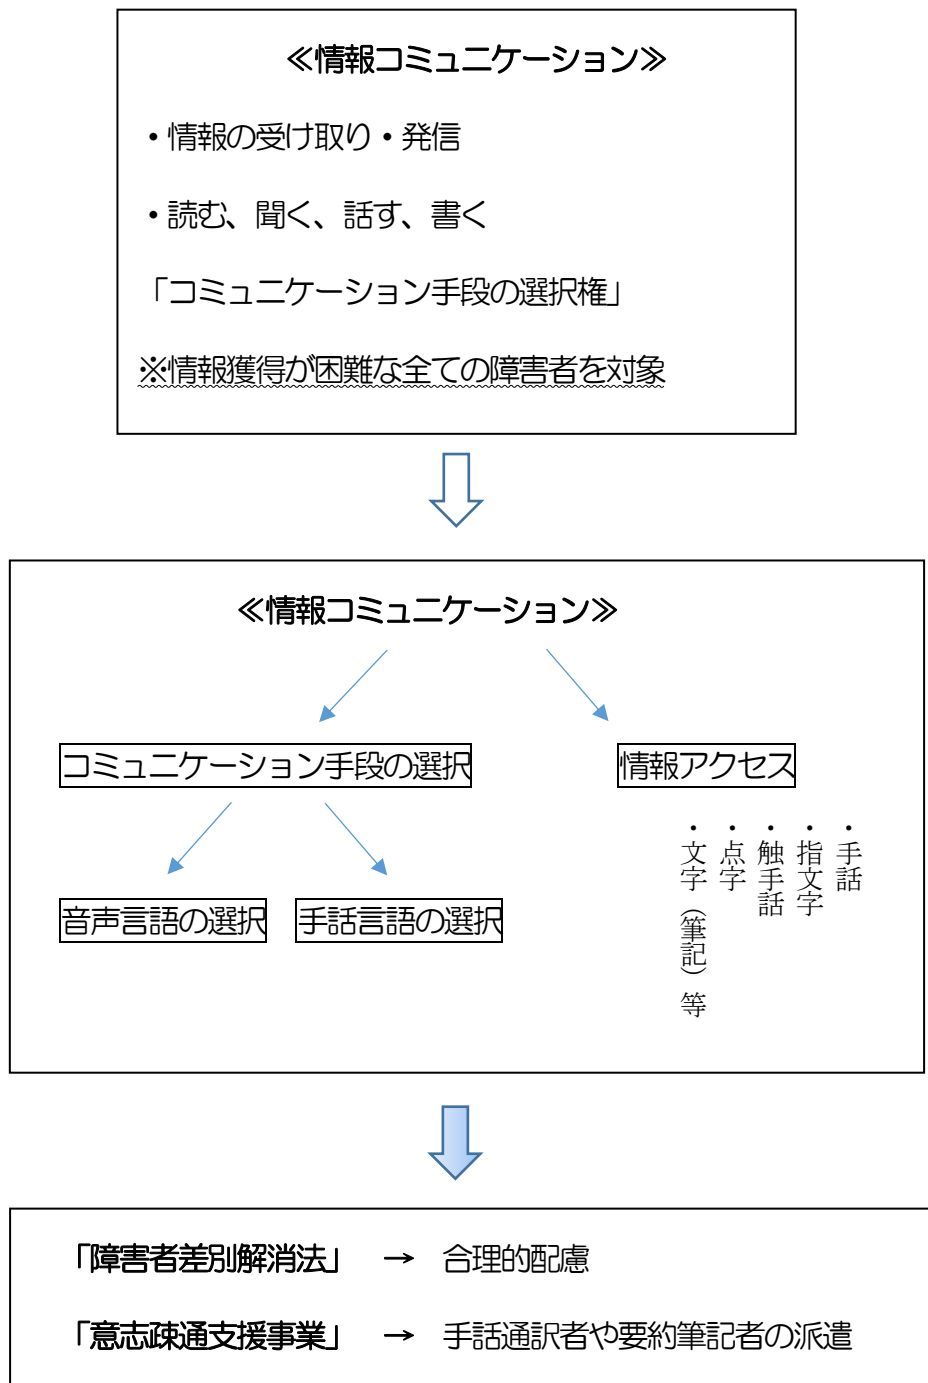 ≪情報コミュニケーション≫
・情報の受け取り・発信
・読む、聞く、話す、書く
「コミュニケーション手段の選択権」
※情報獲得が困難な全ての障害者を対象
≪情報コミュニケーション≫
コミュニケーション手段の選択
情報アクセス
音声言語の選択
手話言語の選択
・手話
・指文字
・触手話
・点字
・文字（筆記）等
「障害者差別解消法」 → 合理的配慮
「意志疎通支援事業」 → 手話通訳者や要約筆記者の派遣